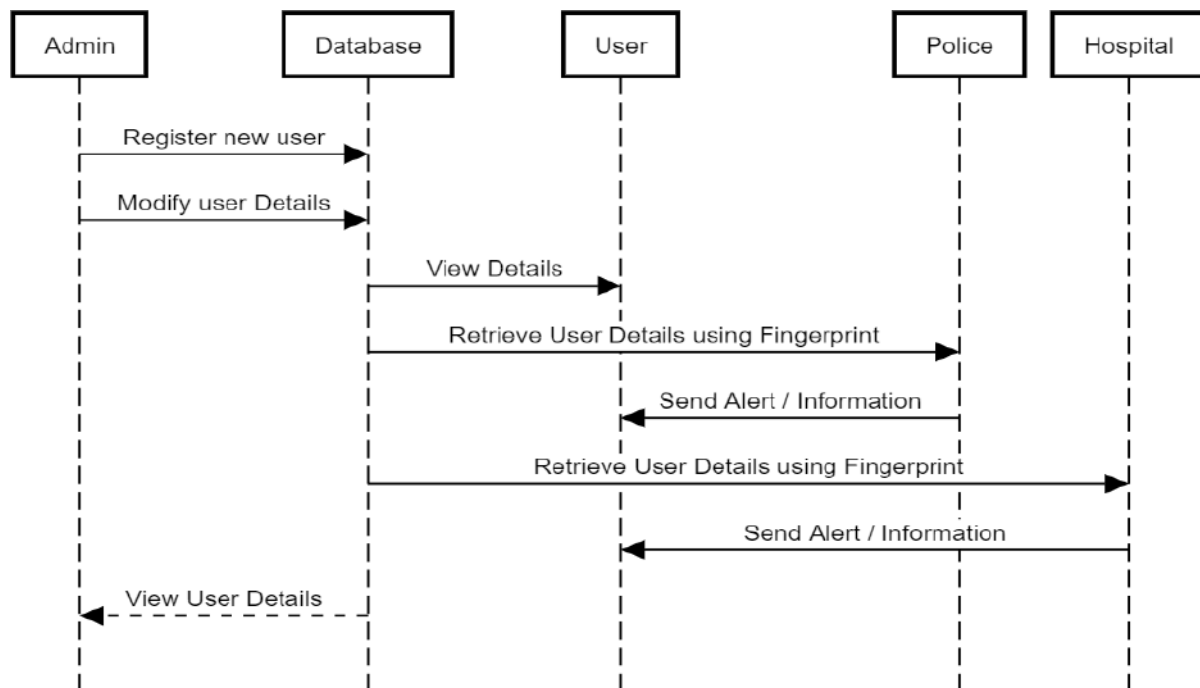 Admin
Database
User
Police
Hospital
Register new user
Modify user Details
View Details
Retrieve User Details using Fingerprint
Send Alert / Information
Retrieve User Details using Fingerprint
Send Alert / Information
View User Details